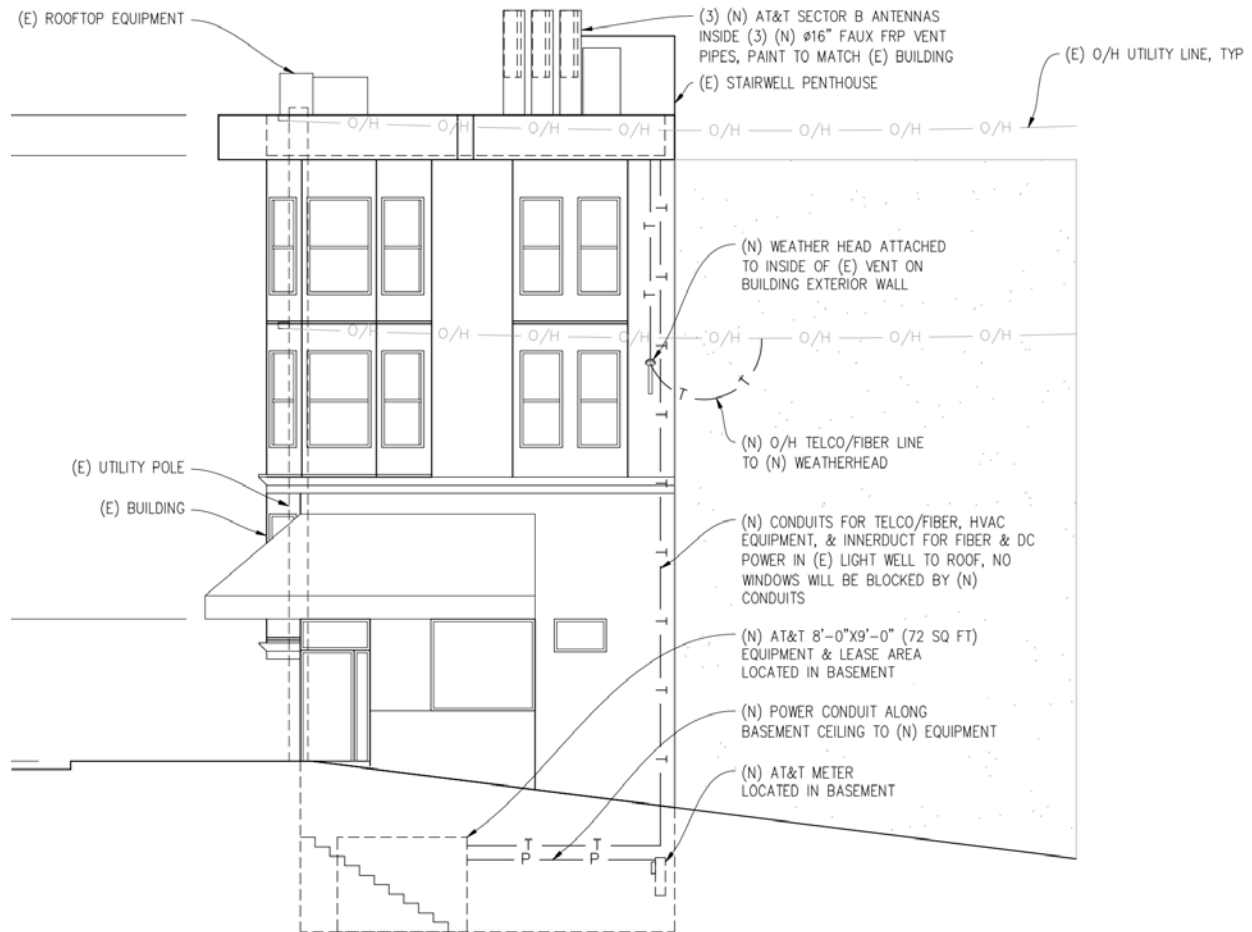 (E) ROOFTOP EQUIPMENT
(3) (N) AT&T SECTOR B ANTENNAS
INSIDE (3) (N) ø16" FAUX FRP VENT
PIPES, PAINT TO MATCH (E) BUILDING
(E) O/H UTILITY LINE, TYP
(E) STAIRWELL PENTHOUSE
O/H O/H O/H O/H O/H O/H O/H O/H
T
T
T
T
T
(N) WEATHER HEAD ATTACHED
TO INSIDE OF (E) VENT ON
BUILDING EXTERIOR WALL
O/H O/H O/H O/H O/H O/H O/H O/H
T
T T
T
(N) O/H TELCO/FIBER LINE
TO (N) WEATHERHEAD
(E) UTILITY POLE
T
(E) BUILDING
(N) CONDUITS FOR TELCO/FIBER, HVAC
EQUIPMENT, & INNERDUCT FOR FIBER & DC
POWER IN (E) LIGHT WELL TO ROOF, NO
WINDOWS WILL BE BLOCKED BY (N)
CONDUITS
T
T
(N) AT&T 8'-0"X9'-0" (72 SQ FT)
EQUIPMENT & LEASE AREA
LOCATED IN BASEMENT
T
(N) POWER CONDUIT ALONG
BASEMENT CEILING TO (N) EQUIPMENT
T
(N) AT&T METER
LOCATED IN BASEMENT
T T
P P